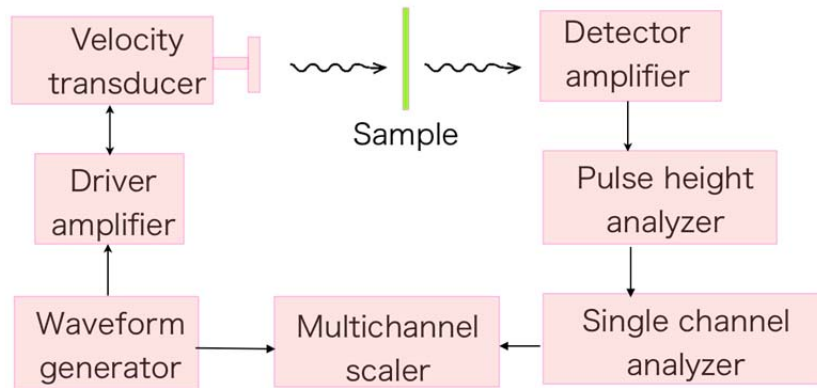 Velocity
transducer
Detector
amplifier
Sample
Driver
amplifier
Pulse height
analyzer
Waveform
generator
Multichannel
scaler
Single channel
analyzer